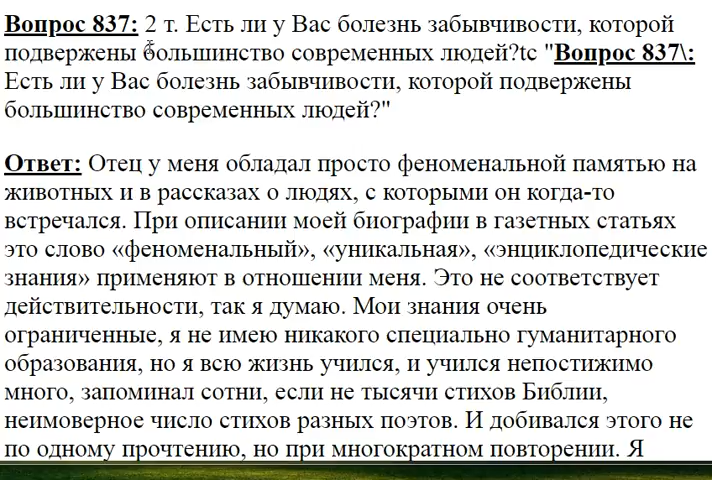 Вопрос 837: 2 т. Есть ли у Вас болезнь забывчивости, которой
подвержены большинство современных людей?tc "Вопрос 837\:
Есть ли у Вас болезнь забывчивости, которой подвержены
большинство современных людей?"
Ответ: Отец у меня обладал просто феноменальной памятью на
животных и в рассказах о людях, с которыми он когда-то
встречался. При описании моей биографии в газетных статьях
это слово «феноменальный», «уникальная», «энциклопедические
знания» применяют в отношении меня. Это не соответствует
действительности, так я думаю. Мои знания очень
ограниченные, я не имею никакого специально гуманитарного
образования, но я всю жизнь учился, и учился непостижимо
много, запоминал сотни, если не тысячи стихов Библии,
неимоверное число стихов разных поэтов. И добивался этого не
по одному прочтению, но при многократном повторении. Я